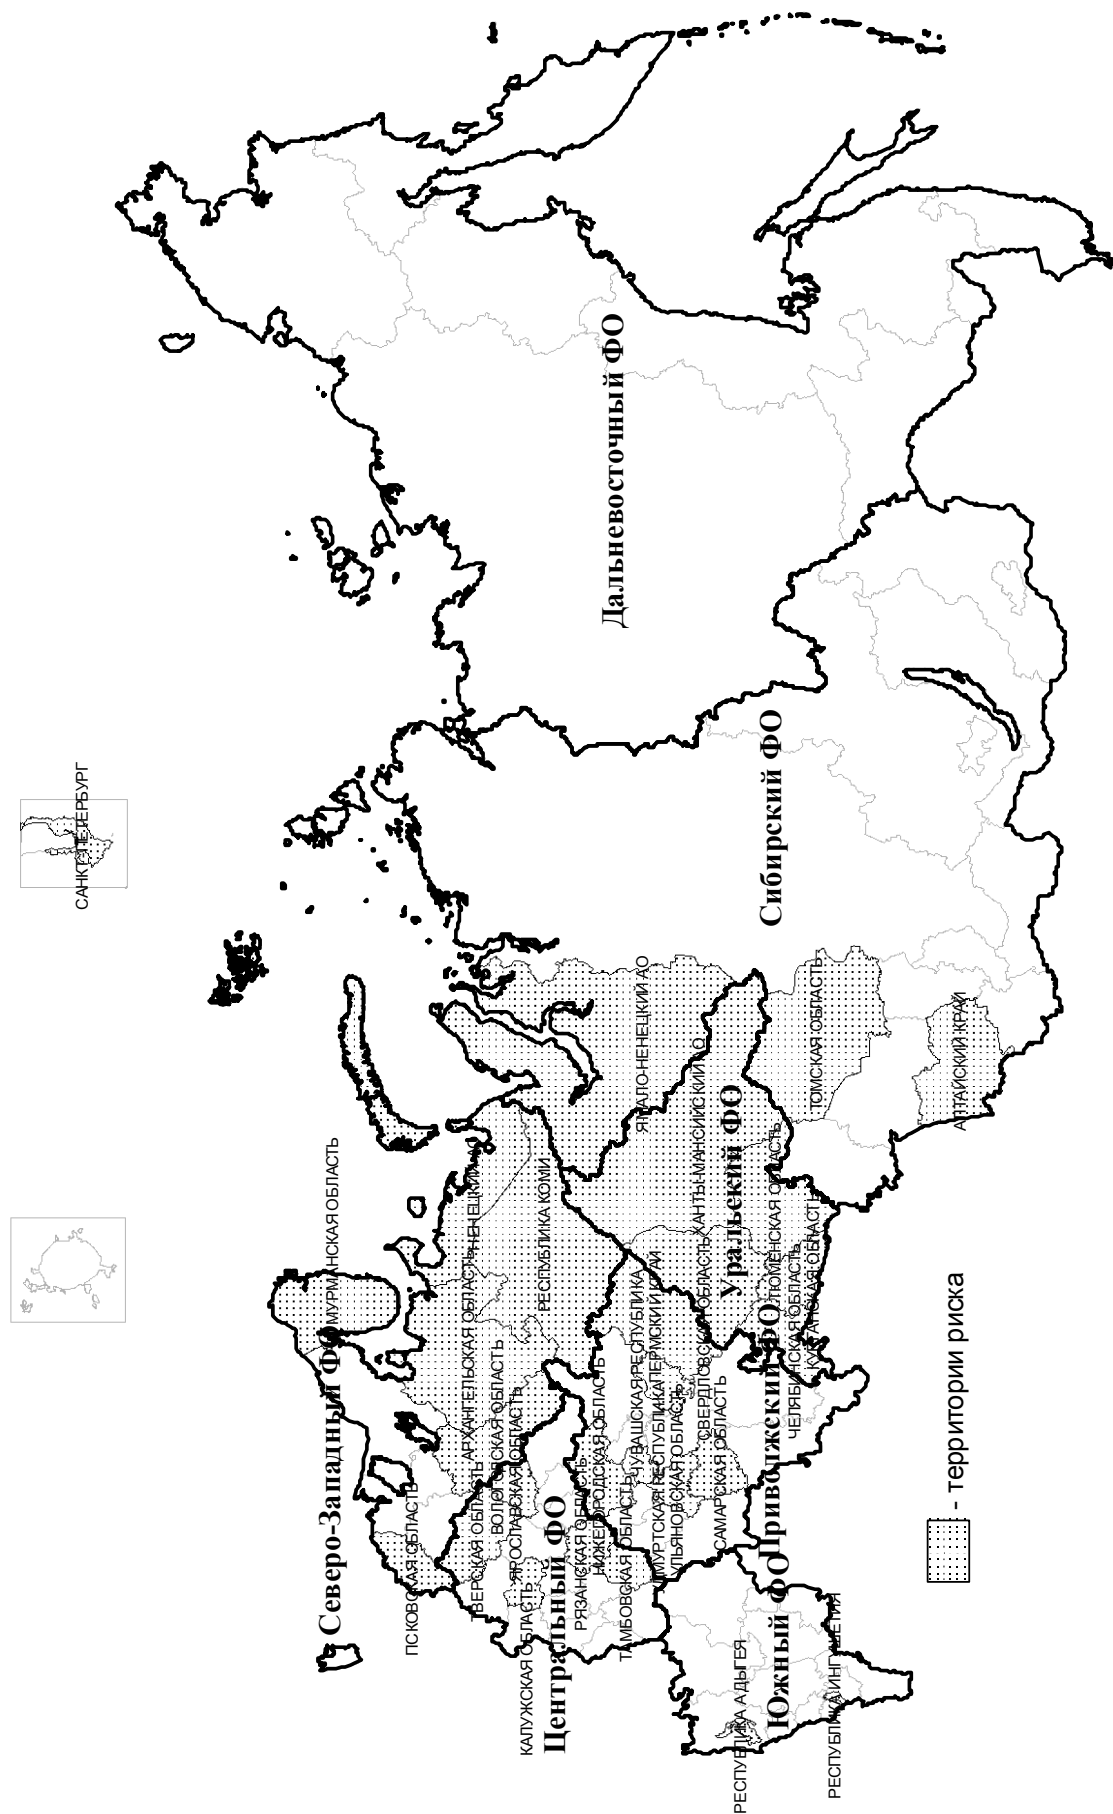 САНКТ-ПЕТЕРБУРГ
МУРМАНСКАЯ ОБЛАСТЬ
Северо-Западный ФО
ПСКОВСКАЯ ОБЛАСТЬ
НЕНЕЦКИЙ АО
АРХАНГЕЛЬСКАЯ ОБЛАСТЬ
ТВЕРСКАЯ ОБЛАСТЬ
ВОЛОГОДСКАЯ ОБЛАСТЬ
ЯРОСЛАВСКАЯ ОБЛАСТЬ
КАЛУЖСКАЯ ОБЛАСТЬ
РЕСПУБЛИКА КОМИ
Центральный ФО
РЯЗАНСКАЯ ОБЛАСТЬ
НИЖЕГОРОДСКАЯ ОБЛАСТЬ
Дальневосточный ФО
ТАМБОВСКАЯ ОБЛАСТЬ
ЧУВАШСКАЯ РЕСПУБЛИКА
ЯМАЛО-НЕНЕЦКИЙ АО
УДМУРТСКАЯ РЕСПУБЛИКА
ПЕРМСКИЙ КРАЙ
УЛЬЯНОВСКАЯ ОБЛАСТЬ
ХАНТЫ-МАНСИЙСКИЙ АО
СВЕРДЛОВСКАЯ ОБЛАСТЬ
САМАРСКАЯ ОБЛАСТЬ
Уральский ФО
РЕСПУБЛИКА АДЫГЕЯ
Сибирский ФО
ТЮМЕНСКАЯ ОБЛАСТЬ
Приволжский ФО
Южный ФО
ЧЕЛЯБИНСКАЯ ОБЛАСТЬ
КУРГАНСКАЯ ОБЛАСТЬ
ТОМСКАЯ ОБЛАСТЬ
РЕСПУБЛИКА ИНГУШЕТИЯ
АЛТАЙСКИЙ КРАЙ
- территории риска